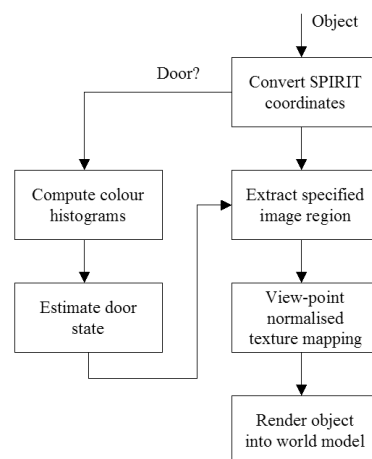 Object
Door?
Convert SPIRIT
coordinates
Compute colour
histograms
Extract specified
image region
Estimate door
state
View-point
normalised
texture mapping
Render object
into world model